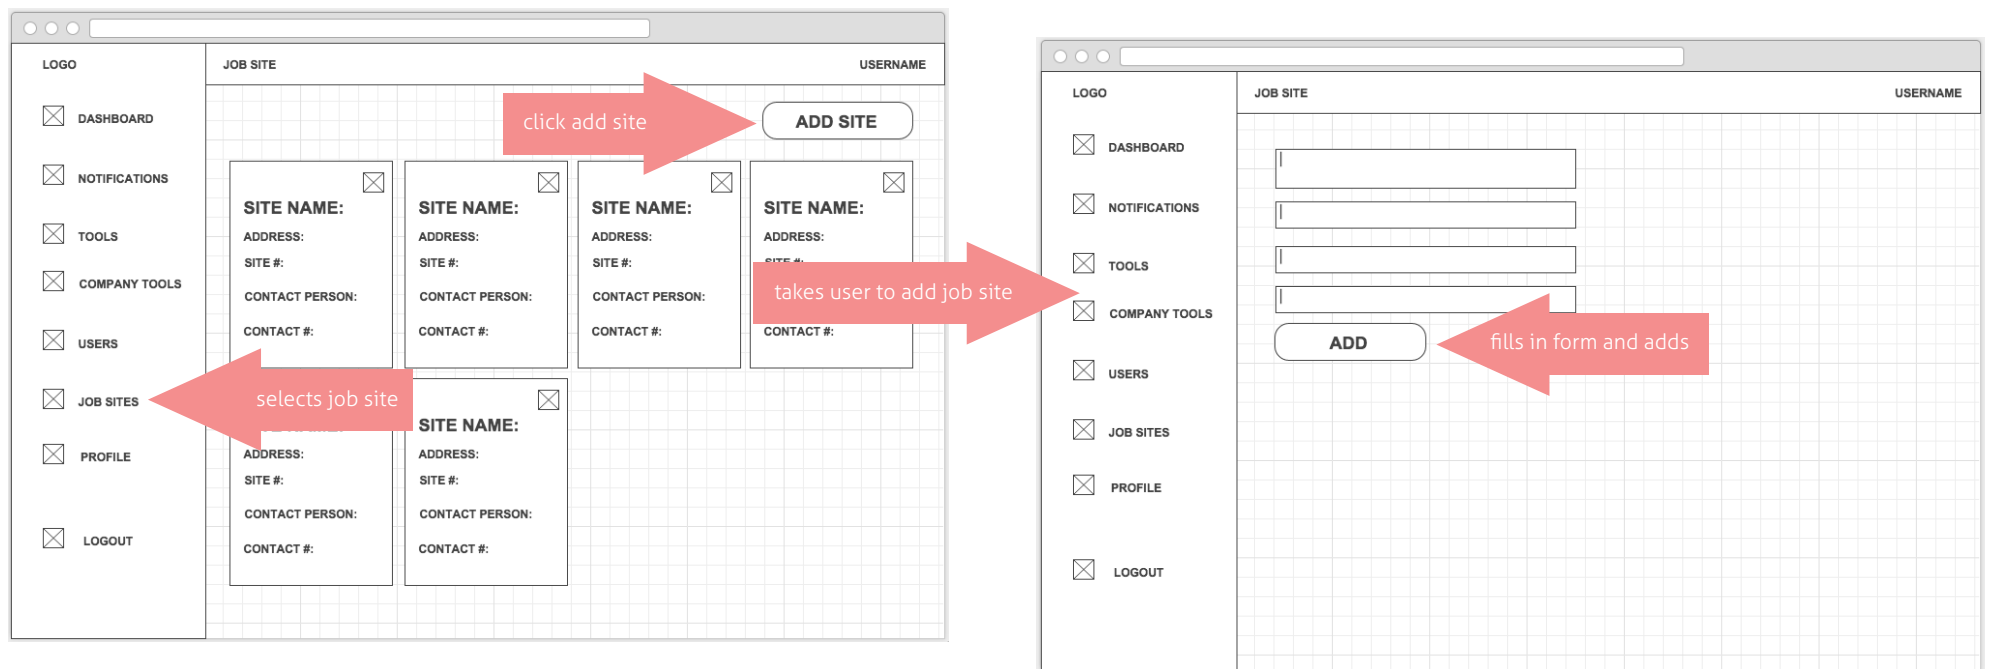 LOGO
JOB SITE
USERNAME
DASHBOARD
NOTIFICATIONS
TOOLS
COMPANY TOOLS
USERS
JOB SITES
PROFILE
LOGOUT
click add site
ADD SITE
SITE NAME:
ADDRESS:
SITE #:
CONTACT PERSON:
CONTACT #:
SITE NAME:
ADDRESS:
SITE #:
CONTACT PERSON:
CONTACT #:
SITE NAME:
ADDRESS:
SITE #:
CONTACT PERSON:
CONTACT #:
SITE NAME:
ADDRESS:
SITE #:
CONTACT #:
selects job site
ADDRESS:
SITE #:
CONTACT PERSON:
CONTACT #:
SITE NAME:
ADDRESS:
SITE #:
CONTACT PERSON:
CONTACT #:
takes user to add job site
LOGO
JOB SITE
USERNAME
DASHBOARD
NOTIFICATIONS
TOOLS
COMPANY TOOLS
USERS
JOB SITES
PROFILE
LOGOUT
ADD
fills in form and adds